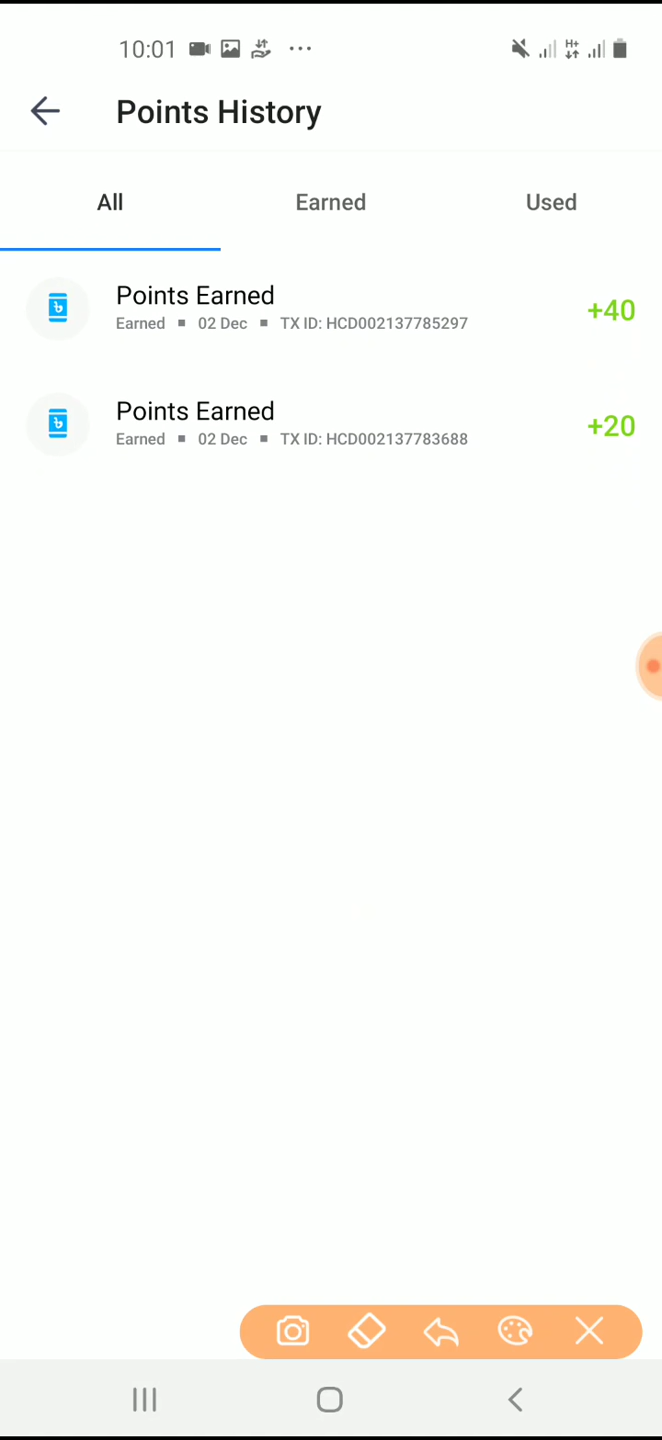 10:01
H+
Points History
All Earned Used
Points Earned
Earned ▪ 02 Dec ▪ TX ID: HCD002137785297
+40
Points Earned
Earned ▪ 02 Dec ▪ TX ID: HCD002137783688
+20